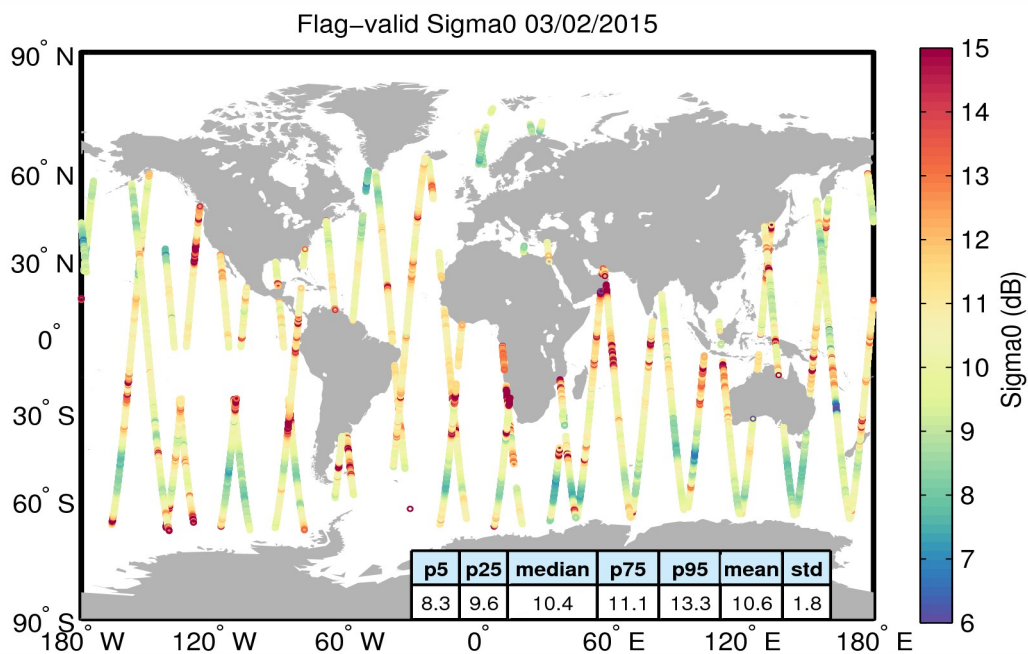 Flag−valid Sigma0 03/02/2015
90° N
60° N
30° N
0°
30° S
60° S
90° S
180° W
120° W
60° W
0°
60° E
120° E
180° E
15
14
13
12
11
10
9
8
7
6
Sigma0 (dB)
p5 p25 median p75 p95 mean std
8.3 9.6 10.4 11.1 13.3 10.6 1.8